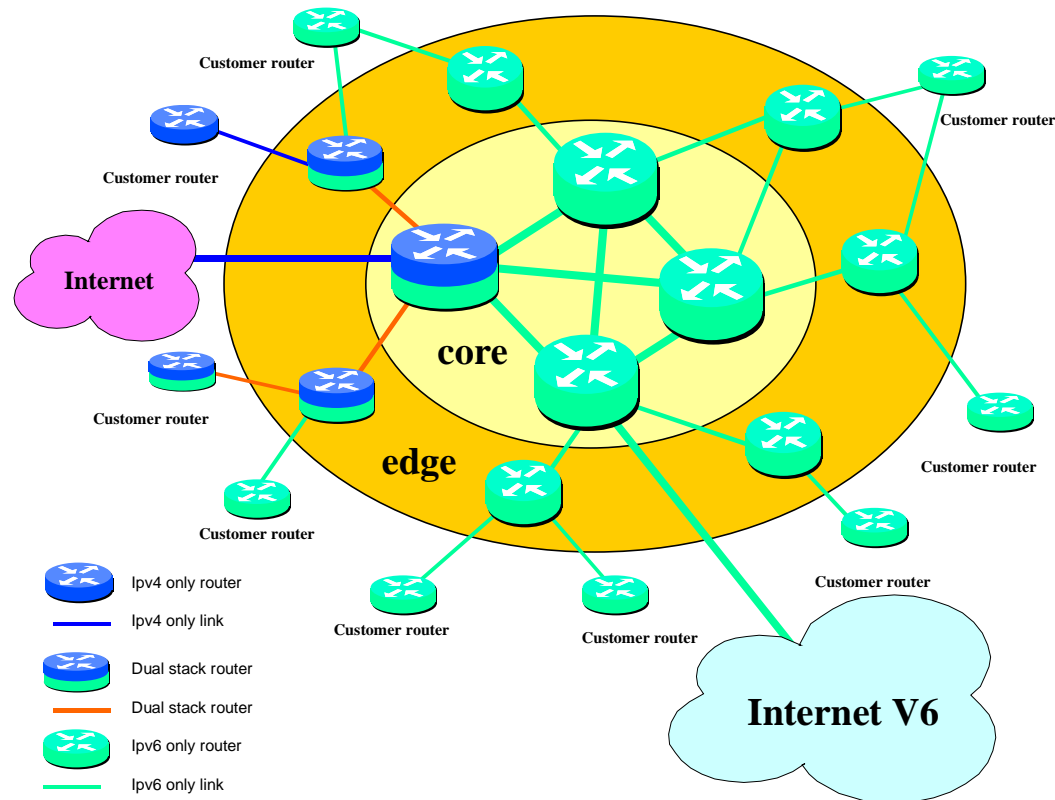 Customer router
Customer router
Customer router
Internet
core
Customer router
edge
Customer router
Customer router
Ipv4 only router
Customer router
Ipv4 only link
Customer router
Customer router
Dual stack router
Dual stack router
Internet V6
Ipv6 only router
Ipv6 only link